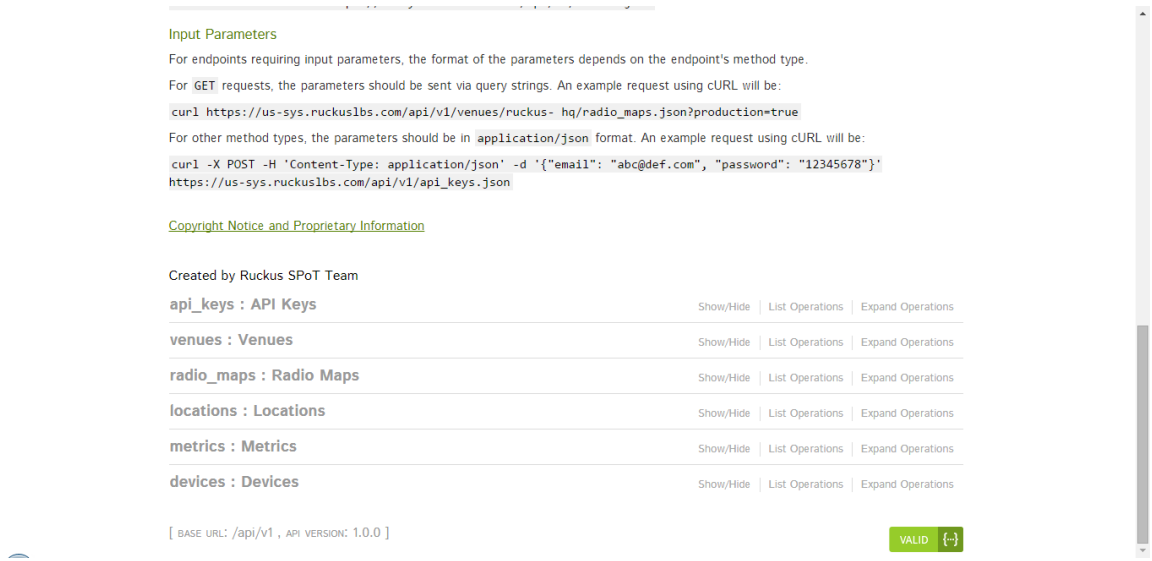 Input Parameters
For endpoints requiring input parameters, the format of the parameters depends on the endpoint's method type.
For GET requests, the parameters should be sent via query strings. An example request using cURL will be:
curl https://us-sys.ruckuslbs.com/api/v1/venues/ruckus- hq/radio_maps.json?production=true
For other method types, the parameters should be in application/json format. An example request using cURL will be:
curl -X POST -H 'Content-Type: application/json' -d '{"email": "abc@def.com", "password": "12345678"}'
https://us-sys.ruckuslbs.com/api/v1/api_keys.json
Copyright Notice and Proprietary Information
Created by Ruckus SPoT Team
api_keys : API Keys Show/Hide List Operations Expand Operations
venues : Venues Show/Hide List Operations Expand Operations
radio_maps : Radio Maps Show/Hide List Operations Expand Operations
locations : Locations Show/Hide List Operations Expand Operations
metrics : Metrics Show/Hide List Operations Expand Operations
devices : Devices Show/Hide List Operations Expand Operations
[ BASE URL: /api/v1 , API VERSION: 1.0.0 ] VALID {···}